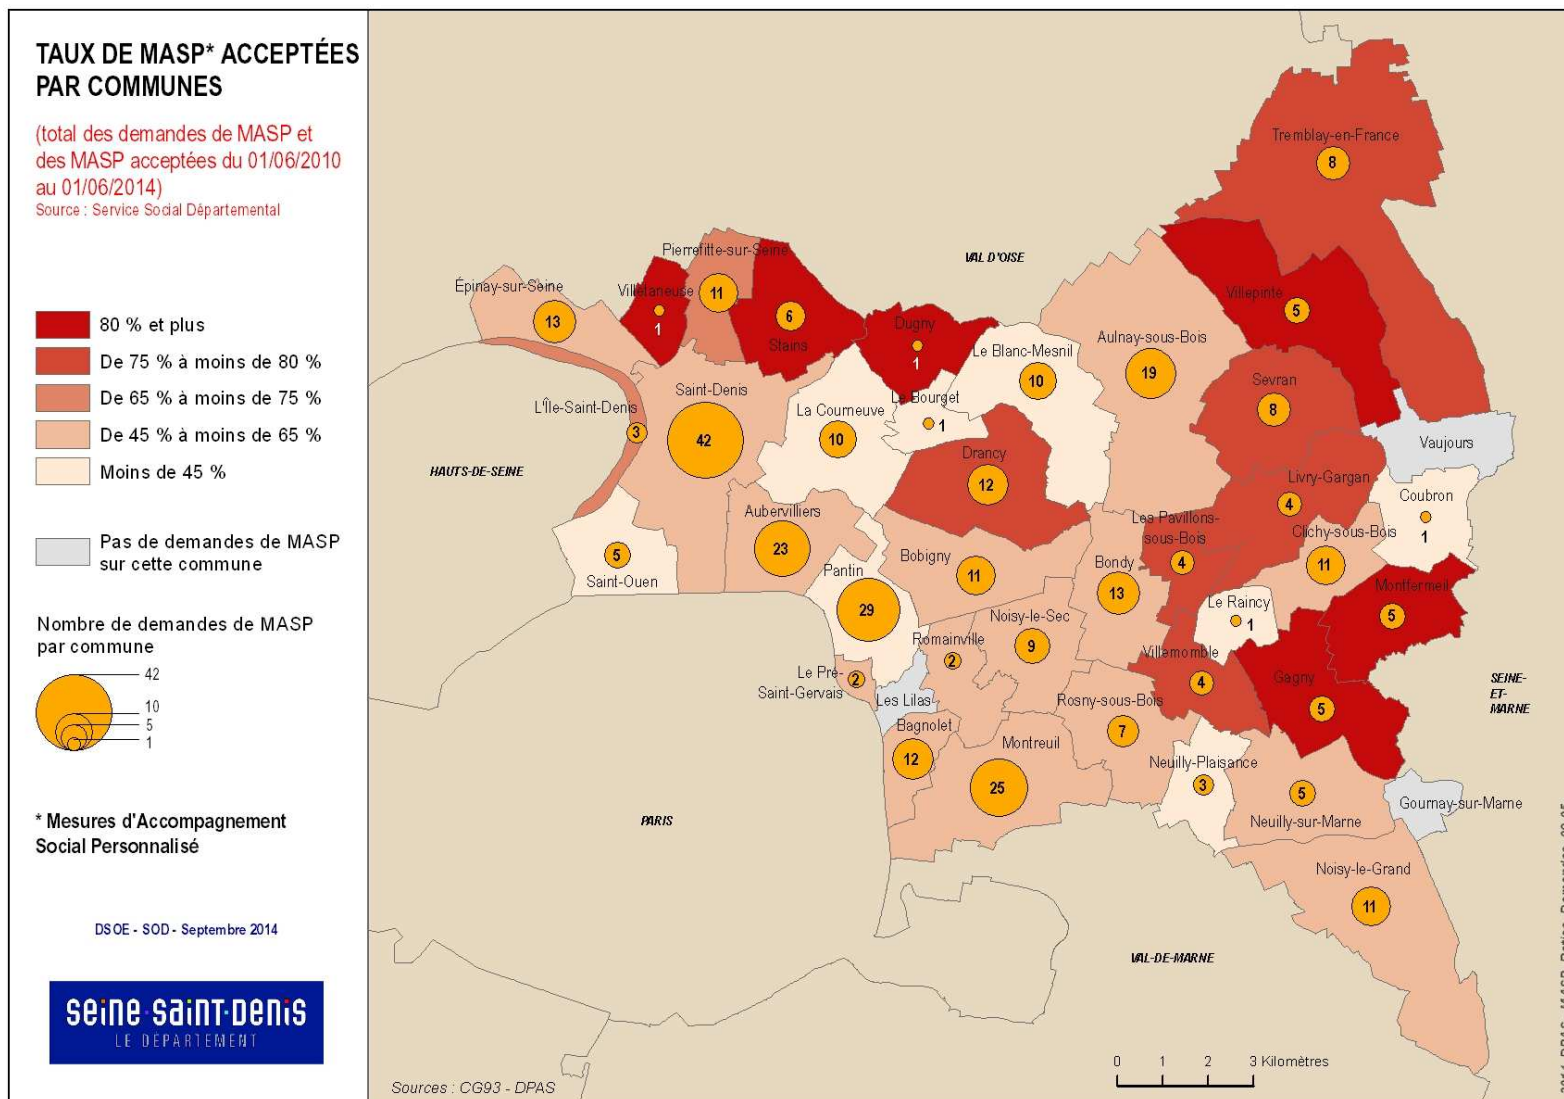 TAUX DE MASP* ACCEPTÉES
PAR COMMUNES
(total des demandes de MASP et
des MASP acceptées du 01/06/2010
au 01/06/2014)
Source : Service Social Départemental
80 % et plus
De 75 % à moins de 80 %
De 65 % à moins de 75 %
De 45 % à moins de 65 %
Moins de 45 %
Pas de demandes de MASP
sur cette commune
Nombre de demandes de MASP
par commune
42
10
5
1
* Mesures d'Accompagnement
Social Personnalisé
DSOE - SOD - Septembre 2014
seine·saint·denis
LE DÉPARTEMENT
Tremblay-en-France
8
VAL D'OISE
Pierrefitte-sur-Seine
11
Épinay-sur-Seine
13
Villetaneuse
1
6
Stains
Dugny
1
Villepinte
5
Le Blanc-Mesnil
10
Aulnay-sous-Bois
19
Sevran
8
Saint-Denis
42
L'Île-Saint-Denis
3
La Courneuve
10
Le Bourget
1
Vaujours
HAUTS-DE-SEINE
Drancy
12
Livry-Gargan
4
Coubron
1
Aubervilliers
23
Les Pavillons-
sous-Bois
4
Clichy-sous-Bois
11
5
Saint-Ouen
Pantin
29
Bobigny
11
Bondy
13
Montfermeil
5
Le Raincy
1
Noisy-le-Sec
9
Romainville
2
Le Pré-
Saint-Gervais
2
Villemomble
4
Gagny
5
SEINE-
ET-
MARNE
Les Lilas
Rosny-sous-Bois
7
Bagnolet
12
Montreuil
25
Neuilly-Plaisance
3
5
Neuilly-sur-Marne
Gournay-sur-Marne
PARIS
Noisy-le-Grand
11
VAL-DE-MARNE
0 1 2 3 Kilomètres
Sources : CG93 - DPAS